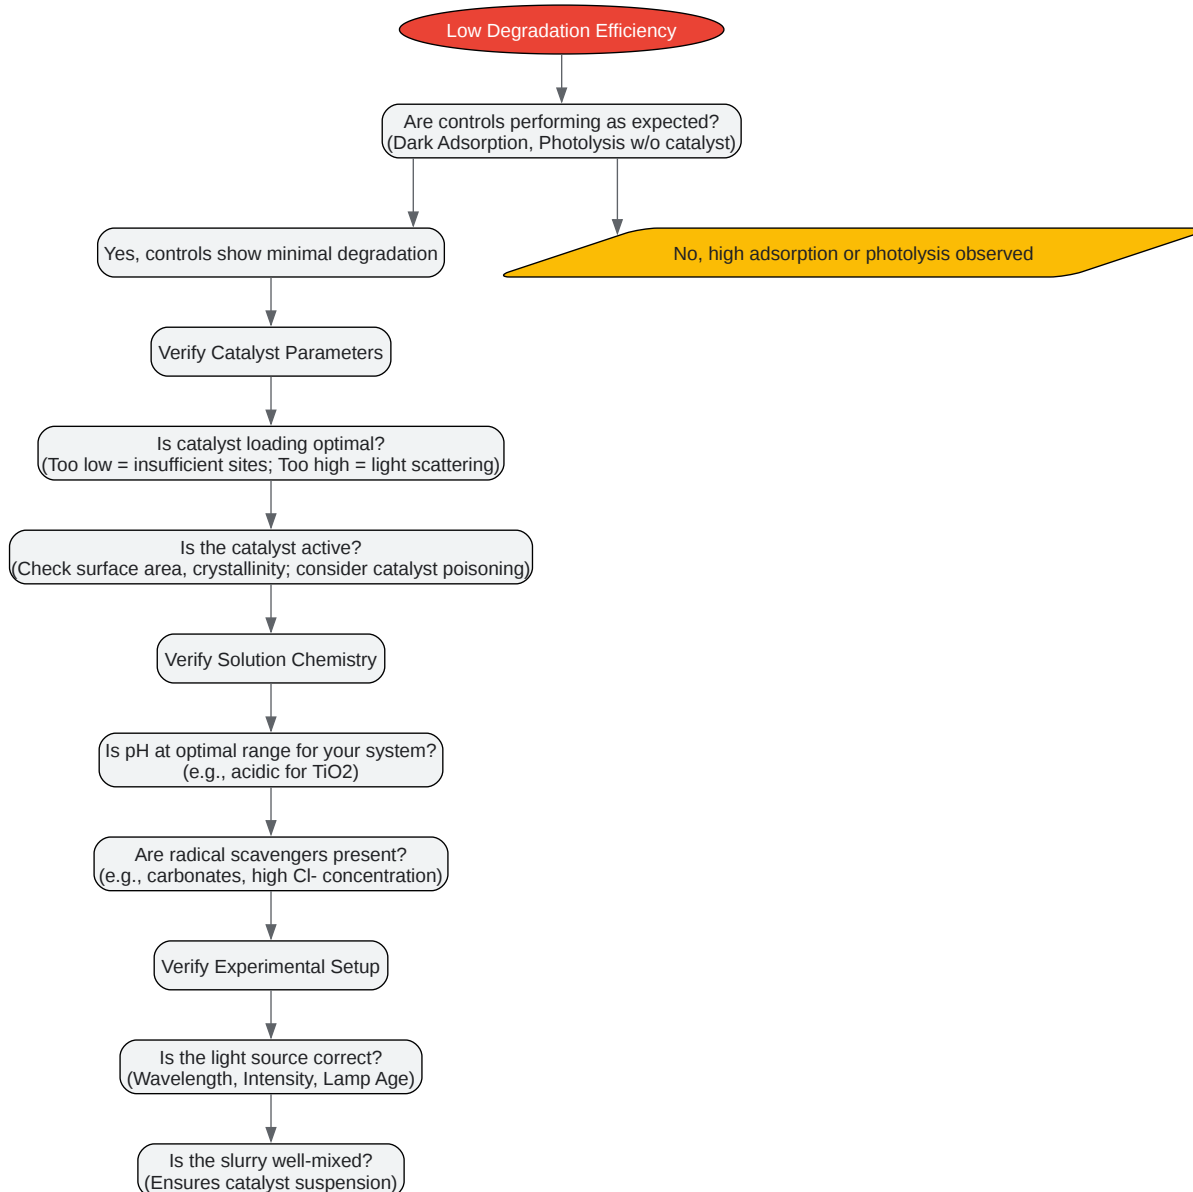 Low Degradation Efficiency
Are controls performing as expected?
(Dark Adsorption, Photolysis w/o catalyst)
Yes, controls show minimal degradation
No, high adsorption or photolysis observed
Verify Catalyst Parameters
Is catalyst loading optimal?
(Too low = insufficient sites; Too high = light scattering)
Is the catalyst active?
(Check surface area, crystallinity; consider catalyst poisoning)
Verify Solution Chemistry
Is pH at optimal range for your system?
(e.g., acidic for TiO2)
Are radical scavengers present?
(e.g., carbonates, high Cl- concentration)
Verify Experimental Setup
Is the light source correct?
(Wavelength, Intensity, Lamp Age)
Is the slurry well-mixed?
(Ensures catalyst suspension)